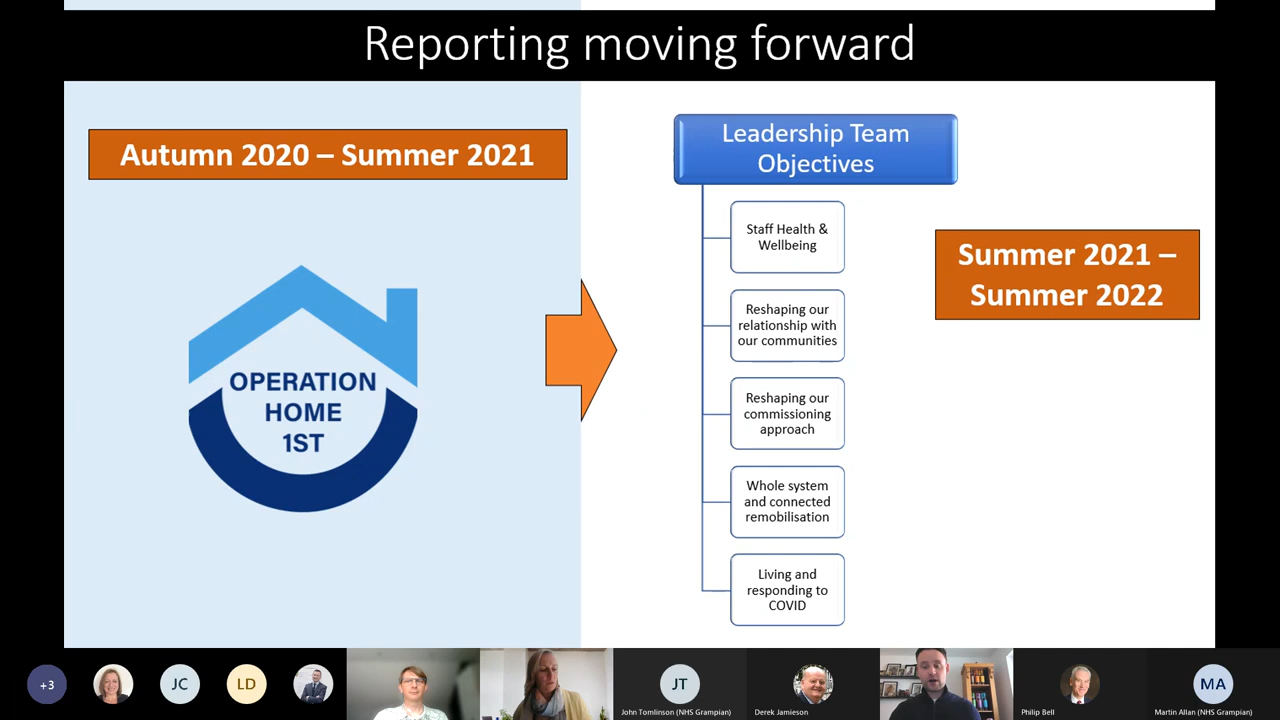 Reporting moving forward
Autumn 2020 – Summer 2021
OPERATION
HOME
1ST
Leadership Team
Objectives
Staff Health &
Wellbeing
Reshaping our
relationship with
our communities
Reshaping our
commissioning
approach
Whole system
and connected
remobilisation
Living and
responding to
COVID
Summer 2021 –
Summer 2022
+3
JC
LD
JT
John Tomlinson (NHS Grampian)
Derek Jamieson
Philip Bell
MA
Martin Allan (NHS Grampian)